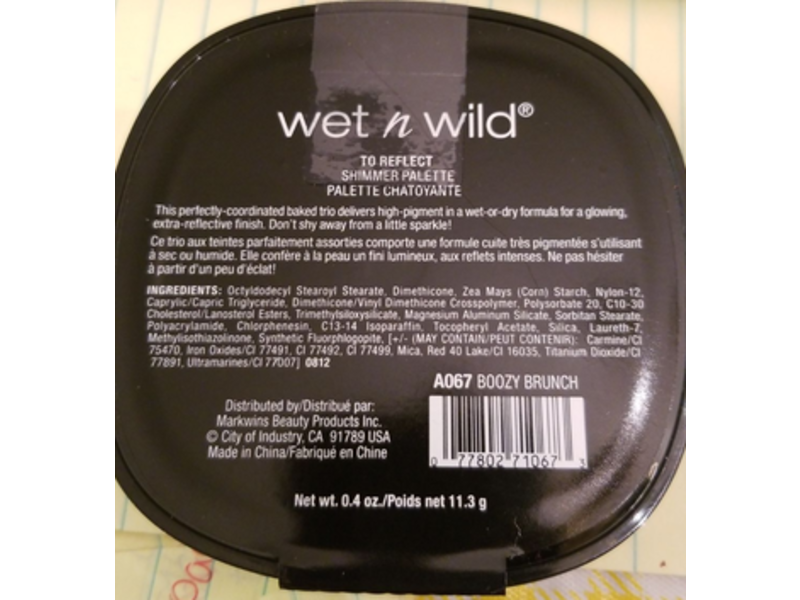 wet n wild®
TO REFLECT
SHIMMER PALETTE
PALETTE CHATOYANTE
This perfectly-coordinated baked trio delivers high-pigment in a wet-or-dry formula for a glowing,
extra-reflective finish. Don't shy away from a little sparkle!
Ce trio aux teintes parfaitement assorties comporte une formule cuite très pigmentée s'utilisant
à sec ou humide. Elle confère à la peau un fini lumineux, aux reflets intenses. Ne pas hésiter
à partir d'un peu d'éclat!
INGREDIENTS: Octyldodecyl Stearoyl Stearate, Dimethicone, Zea Mays (Corn) Starch, Nylon-12,
Caprylic/Capric Triglyceride, Dimethicone/Vinyl Dimethicone Crosspolymer, Polysorbate 20, C10-30
Cholesterol/Lanosterol Esters, Trimethylsiloxysilicate, Magnesium Aluminum Silicate, Sorbitan Stearate,
Polyacrylamide, Chlorphenesin, C13-14 Isoparaffin, Tocopheryl Acetate, Silica, Laureth-7,
Methylisothiazolinone, Synthetic Fluorphlogopite, [+/- (MAY CONTAIN/PEUT CONTENIR): Carmine/CI
75470, Iron Oxides/CI 77491, CI 77492, CI 77499, Mica, Red 40 Lake/CI 16035, Titanium Dioxide/CI
77891, Ultramarines/CI 77007] 0812
A067 BOOZY BRUNCH
Distributed by/Distribué par:
Markwins Beauty Products Inc.
© City of Industry, CA 91789 USA
Made in China/Fabriqué en Chine
0 77802 71067 3
Net wt. 0.4 oz./Poids net 11.3 g